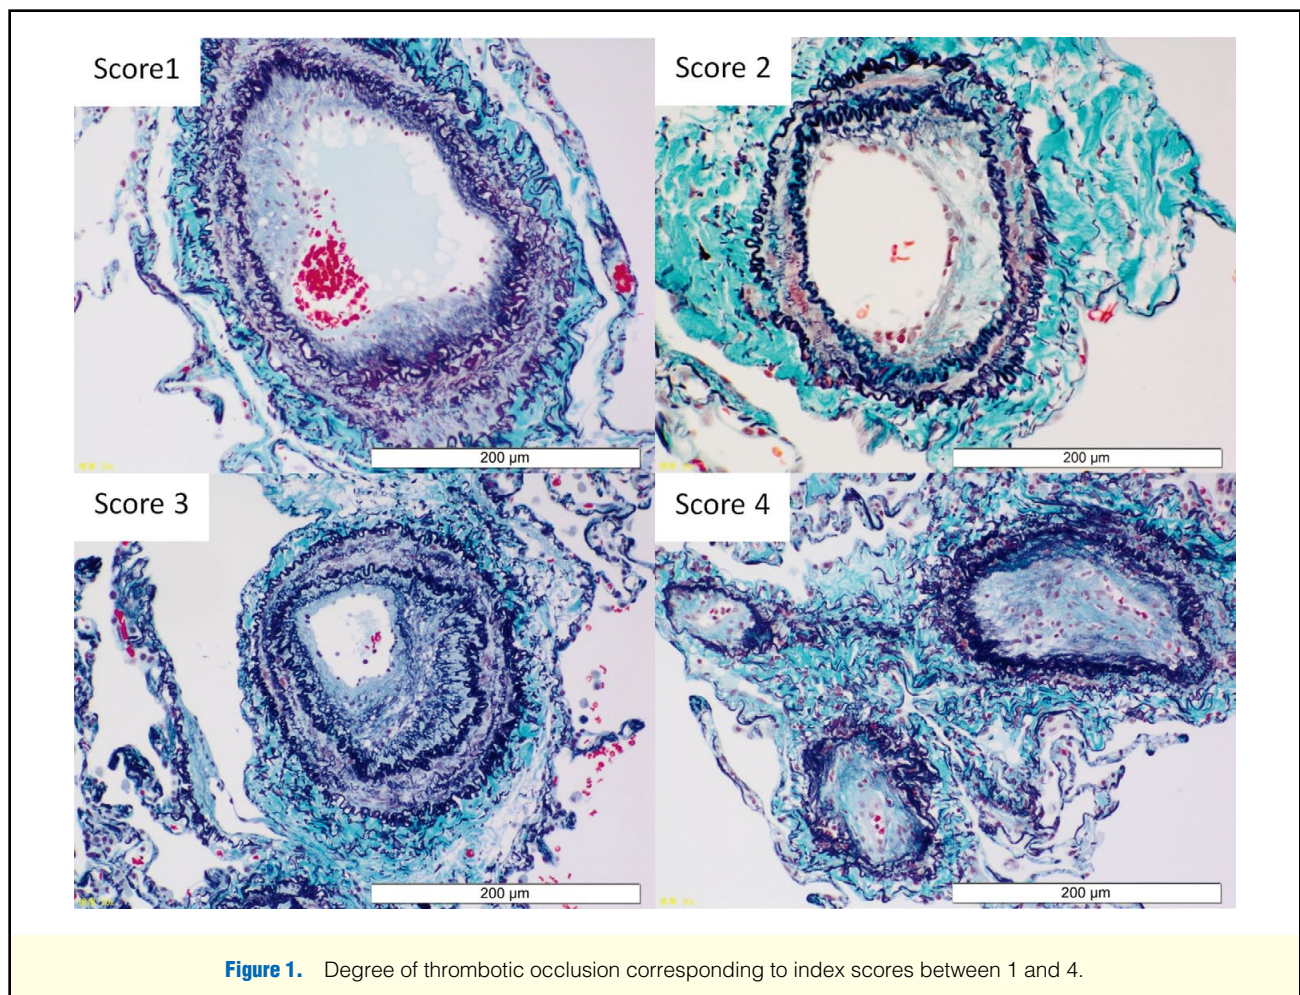 Score1
Score 2
200 µm
200 µm
Score 3
Score 4
200 µm
200 µm
Figure 1. Degree of thrombotic occlusion corresponding to index scores between 1 and 4.